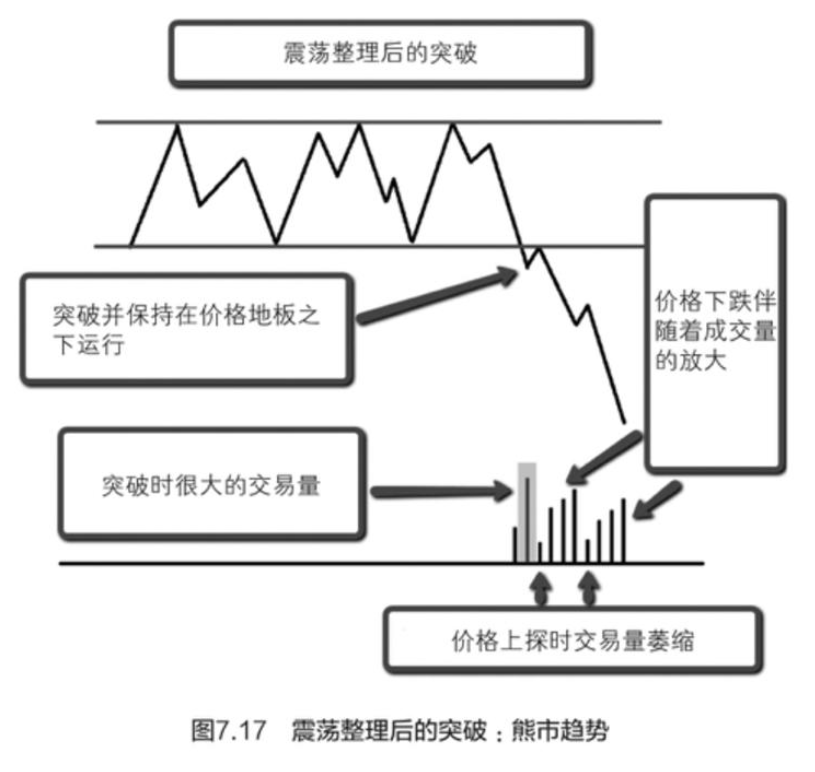 震荡整理后的突破
突破并保持在价格地板之
下运行
价格下跌伴
随着成交量
的放大
突破时很大的交易量
价格上探时交易量萎缩
图7.17 震荡整理后的突破：熊市趋势